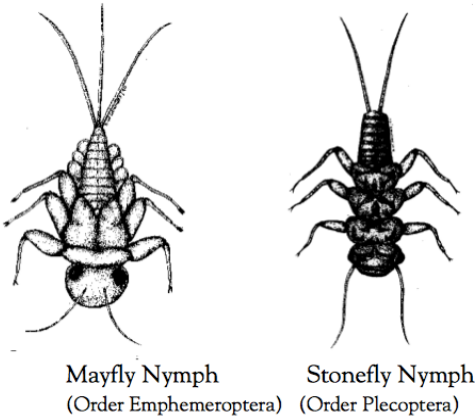 Mayfly Nymph
(Order Emphemeroptera)
Stonefly Nymph
(Order Plecoptera)